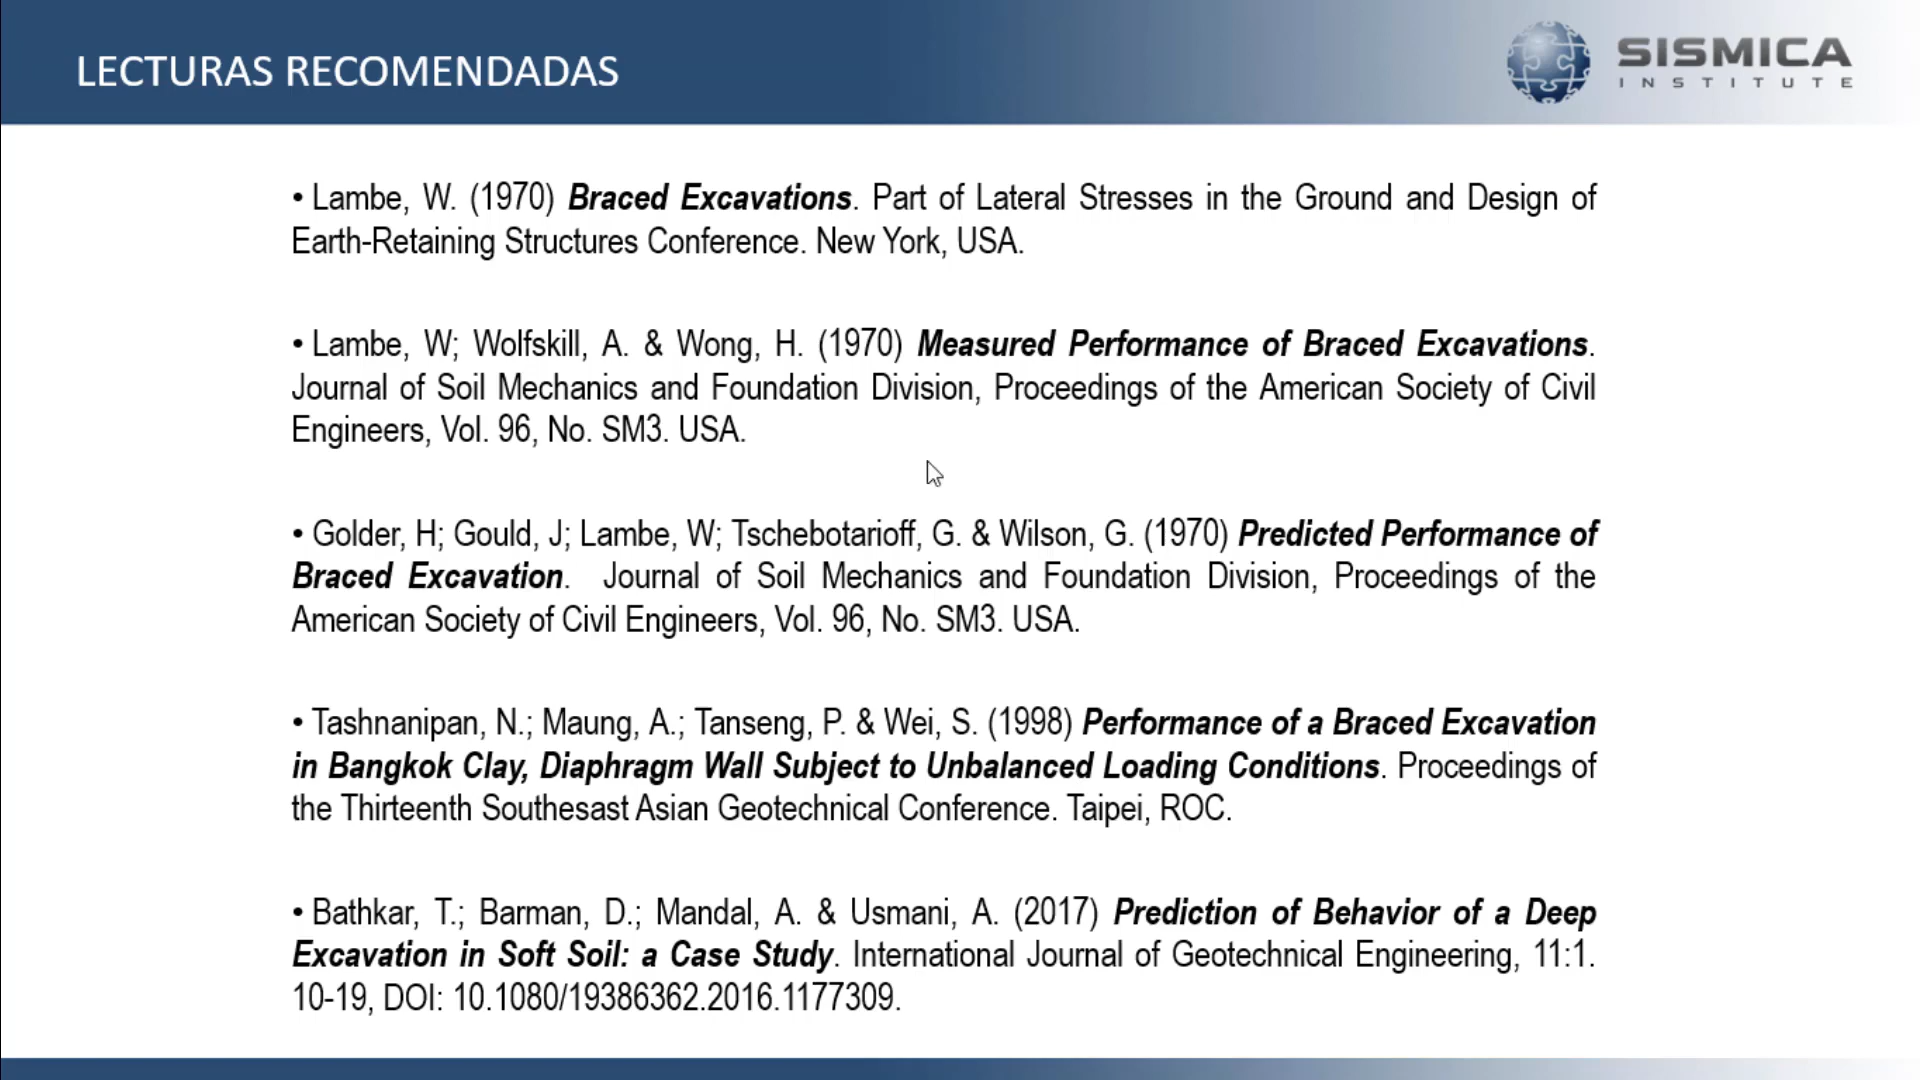 LECTURAS RECOMENDADAS
SISMICA
INSTITUTE
• Lambe, W. (1970) Braced Excavations. Part of Lateral Stresses in the Ground and Design of
Earth-Retaining Structures Conference. New York, USA.
• Lambe, W; Wolfskill, A. & Wong, H. (1970) Measured Performance of Braced Excavations.
Journal of Soil Mechanics and Foundation Division, Proceedings of the American Society of Civil
Engineers, Vol. 96, No. SM3. USA.
• Golder, H; Gould, J; Lambe, W; Tschebotarioff, G. & Wilson, G. (1970) Predicted Performance of
Braced Excavation. Journal of Soil Mechanics and Foundation Division, Proceedings of the
American Society of Civil Engineers, Vol. 96, No. SM3. USA.
• Tashnanipan, N.; Maung, A.; Tanseng, P. & Wei, S. (1998) Performance of a Braced Excavation
in Bangkok Clay, Diaphragm Wall Subject to Unbalanced Loading Conditions. Proceedings of
the Thirteenth Southesast Asian Geotechnical Conference. Taipei, ROC.
• Bathkar, T.; Barman, D.; Mandal, A. & Usmani, A. (2017) Prediction of Behavior of a Deep
Excavation in Soft Soil: a Case Study. International Journal of Geotechnical Engineering, 11:1.
10-19, DOI: 10.1080/19386362.2016.1177309.